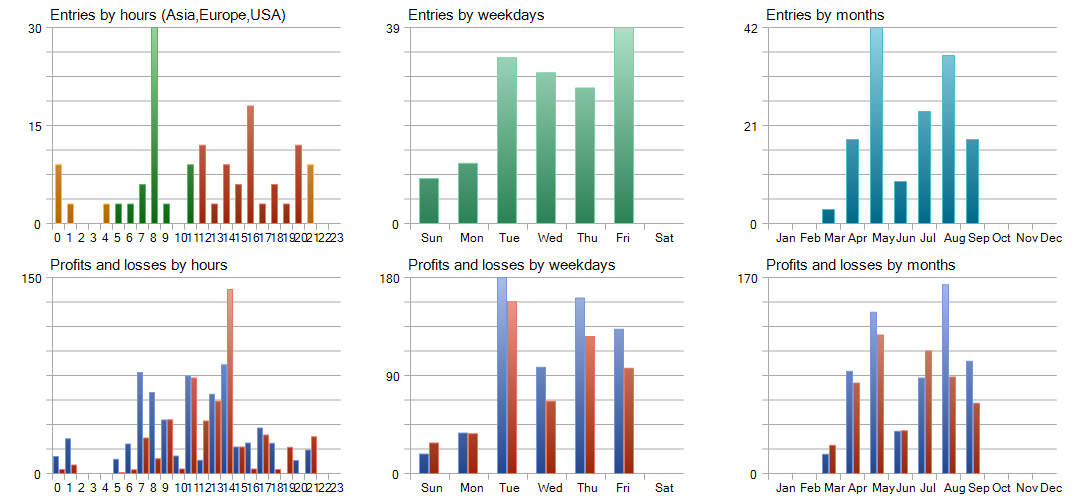 Entries by hours (Asia,Europe,USA)
30
15
0
0 1 2 3 4 5 6 7 8 9 10 11 12 13 14 15 16 17 18 19 20 21 22 23
Entries by weekdays
39
0
Sun Mon Tue Wed Thu Fri Sat
Entries by months
42
21
0
Jan Feb Mar Apr May Jun Jul Aug Sep Oct Nov Dec
Profits and losses by hours
150
0
0 1 2 3 4 5 6 7 8 9 10 11 12 13 14 15 16 17 18 19 20 21 22 23
Profits and losses by weekdays
180
90
0
Sun Mon Tue Wed Thu Fri Sat
Profits and losses by months
170
0
Jan Feb Mar Apr May Jun Jul Aug Sep Oct Nov Dec